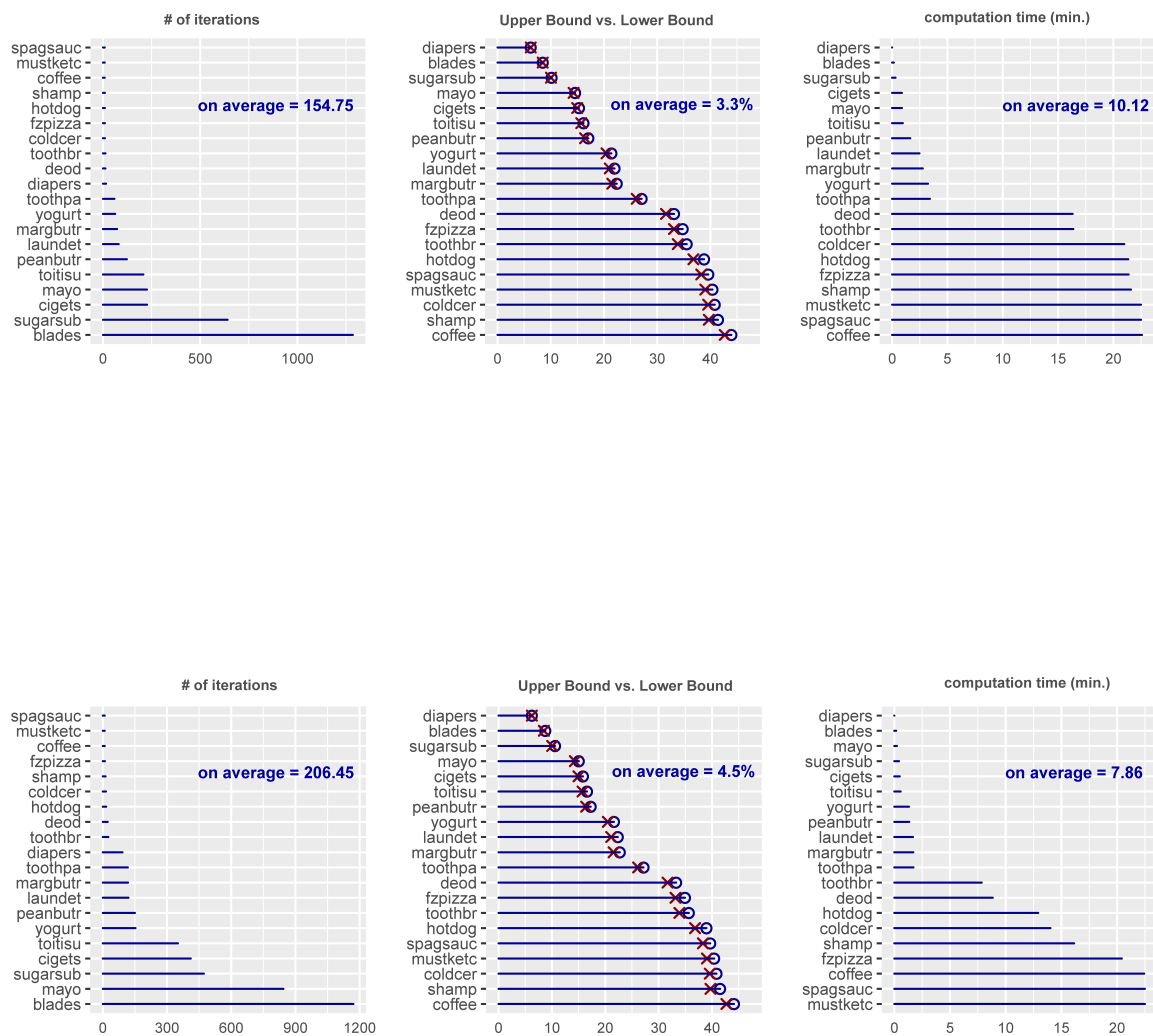 # of iterations
spagsauc
mustketc
coffee
shamp
hotdog
fzpizza
coldcer
toothbr
deod
diapers
toothpa
yogurt
margbutr
laundet
peanbutr
toitisu
mayo
cigets
sugarsub
blades
on average = 154.75
0 500 1000
Upper Bound vs. Lower Bound
diapers
blades
sugarsub
mayo
cigets
toitisu
peanbutr
yogurt
laundet
margbutr
toothpa
deod
fzpizza
toothbr
hotdog
spagsauc
mustketc
coldcer
shamp
coffee
on average = 3.3%
0 10 20 30 40
computation time (min.)
diapers
blades
sugarsub
cigets
mayo
toitisu
peanbutr
laundet
margbutr
yogurt
toothpa
deod
toothbr
coldcer
hotdog
fzpizza
shamp
mustketc
spagsauc
coffee
on average = 10.12
0 5 10 15 20
# of iterations
spagsauc
mustketc
coffee
fzpizza
shamp
coldcer
hotdog
deod
toothbr
diapers
toothpa
margbutr
laundet
peanbutr
yogurt
toitisu
cigets
sugarsub
mayo
blades
on average = 206.45
0 300 600 900 1200
Upper Bound vs. Lower Bound
diapers
blades
sugarsub
mayo
cigets
toitisu
peanbutr
yogurt
laundet
margbutr
toothpa
deod
fzpizza
toothbr
hotdog
spagsauc
mustketc
coldcer
shamp
coffee
on average = 4.5%
0 10 20 30 40
computation time (min.)
diapers
blades
mayo
sugarsub
cigets
toitisu
yogurt
peanbutr
laundet
margbutr
toothpa
toothbr
deod
hotdog
coldcer
shamp
fzpizza
coffee
spagsauc
mustketc
on average = 7.86
0 5 10 15 20